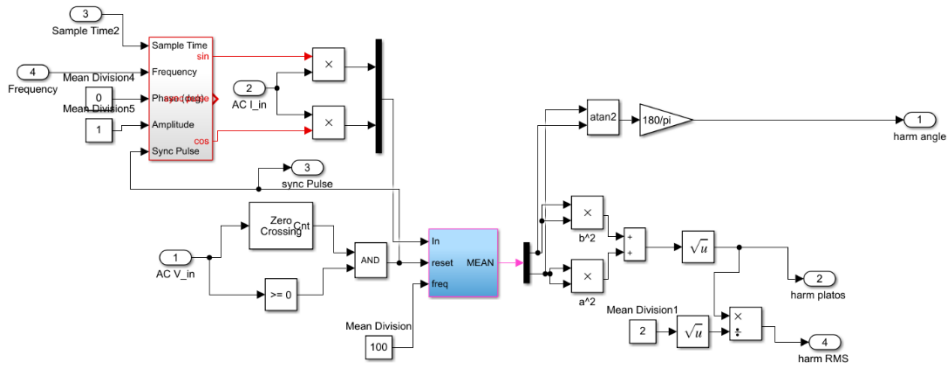 3
Sample Time2
4
Frequency
Mean Division4
0
Mean Division5
1
Sample Time
Frequency
Phase (deg)
Amplitude
Sync Pulse
sin
cos
2
AC I_in
×
×
3
sync Pulse
1
AC V_in
Zero
Crossing
Cnt
>= 0
AND
Mean Division
100
In
reset
freq
MEAN
atan2
180/pi
1
harm angle
×
b^2
×
a^2
+
+
√u
2
harm platos
Mean Division1
2
√u
×
÷
4
harm RMS